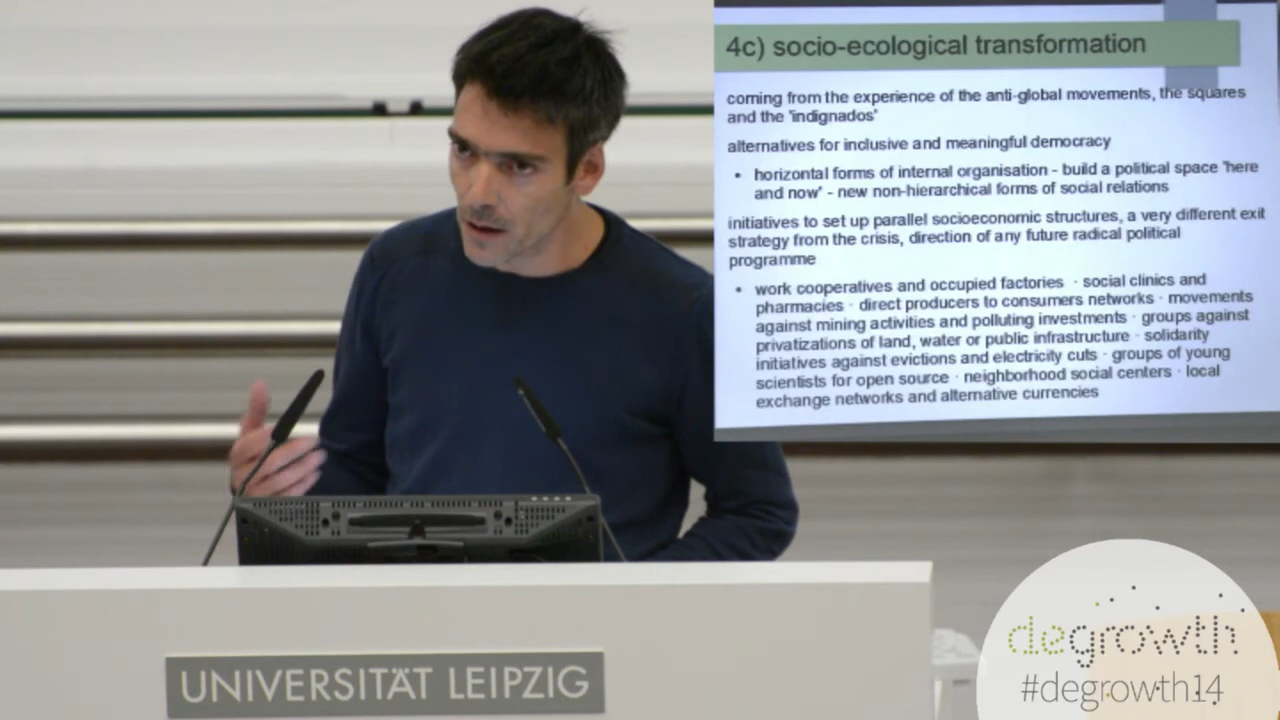 4c) socio-ecological transformation
coming from the experience of the anti-global movements, the squares
and the 'indignados'
alternatives for inclusive and meaningful democracy
• horizontal forms of internal organisation - build a political space 'here
and now' - new non-hierarchical forms of social relations
initiatives to set up parallel socioeconomic structures, a very different exit
strategy from the crisis, direction of any future radical political
programme
• work cooperatives and occupied factories · social clinics and
pharmacies · direct producers to consumers networks · movements
against mining activities and polluting investments · groups against
privatizations of land, water or public infrastructure · solidarity
initiatives against evictions and electricity cuts · groups of young
scientists for open source · neighborhood social centers · local
exchange networks and alternative currencies
UNIVERSITÄT LEIPZIG
degrowth
#degrowth14